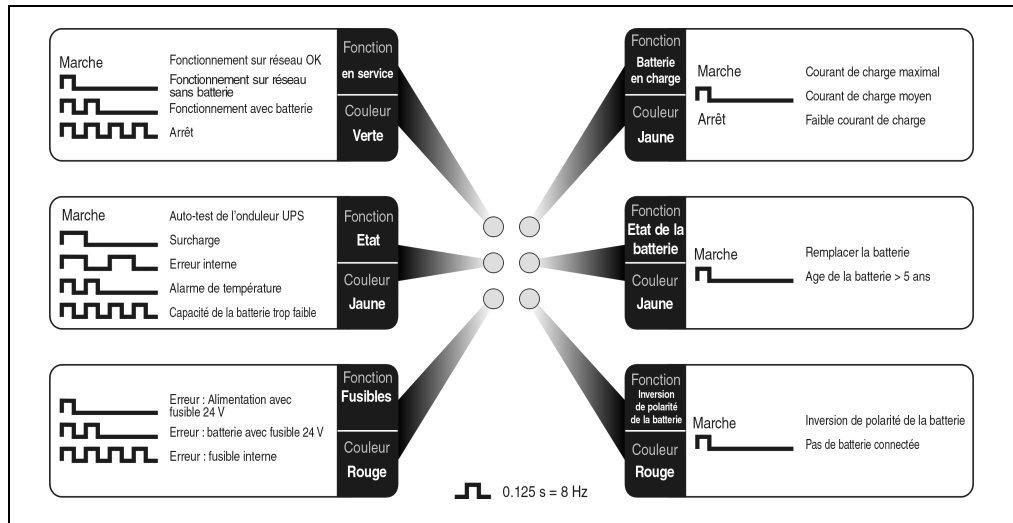 Marche Fonctionnement sur réseau OK
Fonctionnement sur réseau
sans batterie
Fonctionnement avec batterie
Arrêt
Fonction
en service
Couleur
Verte
Fonction
Batterie
en charge
Couleur
Jaune
Marche Courant de charge maximal
Courant de charge moyen
Arrêt Faible courant de charge
Marche Auto-test de l'onduleur UPS
Surcharge
Erreur interne
Alarme de température
Capacité de la batterie trop faible
Fonction
Etat
Couleur
Jaune
Fonction
Etat de la
batterie
Couleur
Jaune
Marche Remplacer la batterie
Age de la batterie > 5 ans
Erreur : Alimentation avec
fusible 24 V
Erreur : batterie avec fusible 24 V
Erreur : fusible interne
Fonction
Fusibles
Couleur
Rouge
Fonction
Inversion
de polarité
de la batterie
Couleur
Rouge
Marche Inversion de polarité de la batterie
Pas de batterie connectée
0.125 s = 8 Hz